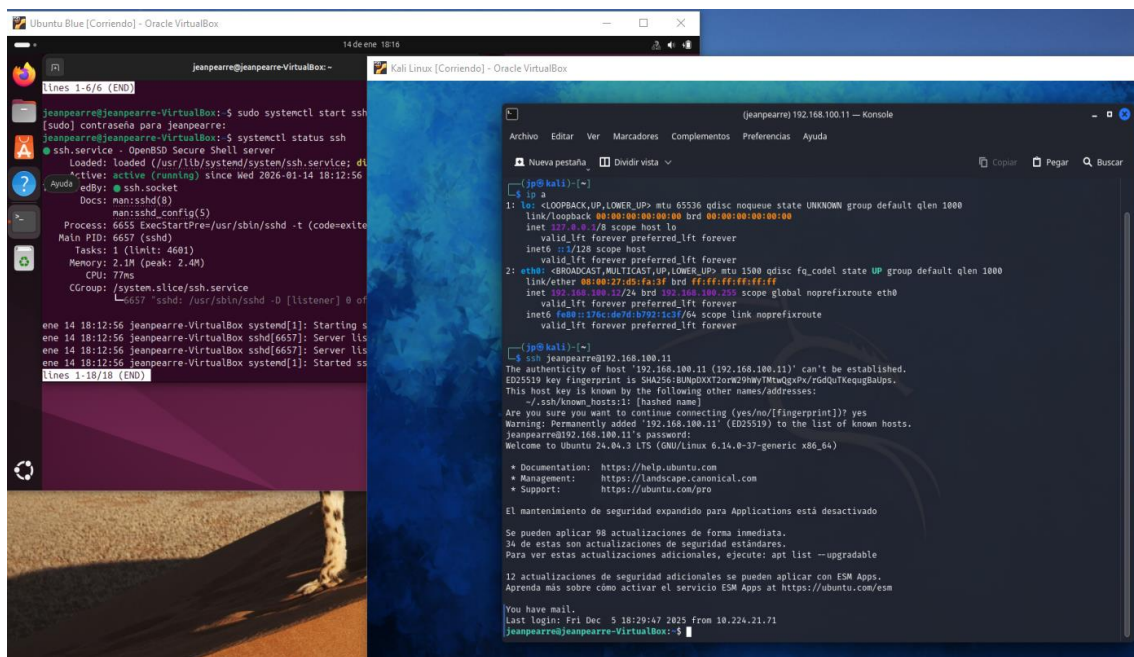 Ubuntu Blue [Corriendo] - Oracle VirtualBox
14 de ene 18:16
jeanpearre@jeanpearre-VirtualBox: ~
lines 1-6/6 (END)
jeanpearre@jeanpearre-VirtualBox:~$ sudo systemctl start ssh
[sudo] contraseña para jeanpearre:
jeanpearre@jeanpearre-VirtualBox:~$ systemctl status ssh
● ssh.service - OpenBSD Secure Shell server
Loaded: loaded (/usr/lib/systemd/system/ssh.service; di
Active: active (running) since Wed 2026-01-14 18:12:56
Ayuda
edBy: ● ssh.socket
Docs: man:sshd(8)
man:sshd_config(5)
Process: 6655 ExecStartPre=/usr/sbin/sshd -t (code=exite
Main PID: 6657 (sshd)
Tasks: 1 (limit: 4601)
Memory: 2.1M (peak: 2.4M)
CPU: 77ms
CGroup: /system.slice/ssh.service
└─6657 "sshd: /usr/sbin/sshd -D [listener] 0 of
ene 14 18:12:56 jeanpearre-VirtualBox systemd[1]: Starting s
ene 14 18:12:56 jeanpearre-VirtualBox sshd[6657]: Server lis
ene 14 18:12:56 jeanpearre-VirtualBox sshd[6657]: Server lis
ene 14 18:12:56 jeanpearre-VirtualBox systemd[1]: Started ss
lines 1-18/18 (END)
Kali Linux [Corriendo] - Oracle VirtualBox
(jeanpearre) 192.168.100.11 — Konsole
Archivo Editar Ver Marcadores Complementos Preferencias Ayuda
Nueva pestaña Dividir vista Copiar Pegar Buscar
┌──(jp㉿kali)-[~]
└─$ ip a
1: lo: <LOOPBACK,UP,LOWER_UP> mtu 65536 qdisc noqueue state UNKNOWN group default qlen 1000
link/loopback 00:00:00:00:00:00 brd 00:00:00:00:00:00
inet 127.0.0.1/8 scope host lo
valid_lft forever preferred_lft forever
inet6 ::1/128 scope host
valid_lft forever preferred_lft forever
2: eth0: <BROADCAST,MULTICAST,UP,LOWER_UP> mtu 1500 qdisc fq_codel state UP group default qlen 1000
link/ether 08:00:27:d5:fa:3f brd ff:ff:ff:ff:ff:ff
inet 192.168.100.12/24 brd 192.168.100.255 scope global noprefixroute eth0
valid_lft forever preferred_lft forever
inet6 fe80::176c:de7d:b792:1c3f/64 scope link noprefixroute
valid_lft forever preferred_lft forever
┌──(jp㉿kali)-[~]
└─$ ssh jeanpearre@192.168.100.11
The authenticity of host '192.168.100.11 (192.168.100.11)' can't be established.
ED25519 key fingerprint is SHA256:BUNpDXXT2orW29hWyTMtwQgxPx/rGdQuTKequgBaUps.
This host key is known by the following other names/addresses:
~/.ssh/known_hosts:1: [hashed name]
Are you sure you want to continue connecting (yes/no/[fingerprint])? yes
Warning: Permanently added '192.168.100.11' (ED25519) to the list of known hosts.
jeanpearre@192.168.100.11's password:
Welcome to Ubuntu 24.04.3 LTS (GNU/Linux 6.14.0-37-generic x86_64)
* Documentation: https://help.ubuntu.com
* Management: https://landscape.canonical.com
* Support: https://ubuntu.com/pro
El mantenimiento de seguridad expandido para Applications está desactivado
Se pueden aplicar 98 actualizaciones de forma inmediata.
34 de estas son actualizaciones de seguridad estándares.
Para ver estas actualizaciones adicionales, ejecute: apt list --upgradable
12 actualizaciones de seguridad adicionales se pueden aplicar con ESM Apps.
Aprenda más sobre cómo activar el servicio ESM Apps at https://ubuntu.com/esm
You have mail.
Last login: Fri Dec 5 18:29:47 2025 from 10.224.21.71
jeanpearre@jeanpearre-VirtualBox:~$